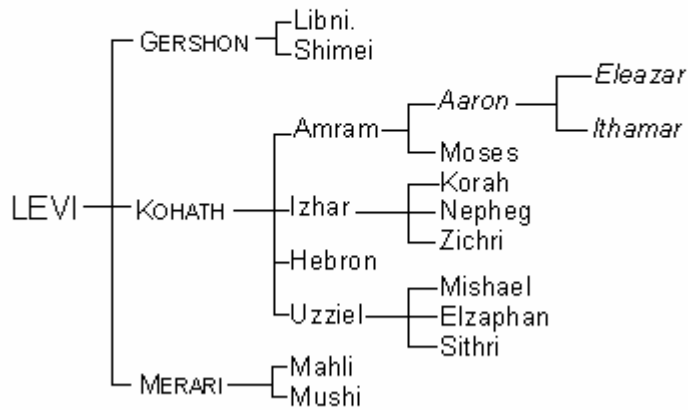 Libni.
GERSHON
Shimei
Eleazar
Aaron
Amram
Ithamar
Moses
Korah
LEVI
KOHATH
Izhar
Nepheg
Zichri
Hebron
Mishael
Uzziel
Elzaphan
Sithri
Mahli
MERARI
Mushi